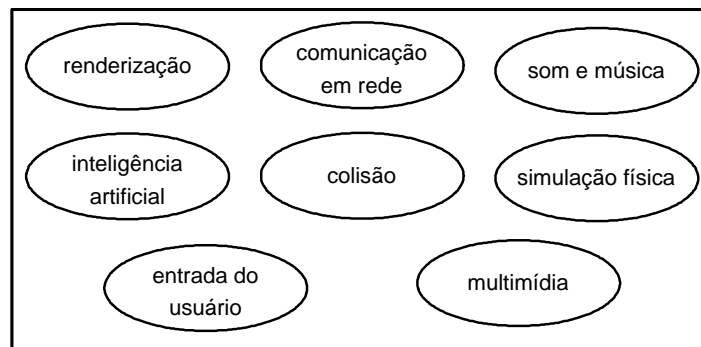 renderização
comunicação
em rede
som e música
inteligência
artificial
colisão
simulação física
entrada do
usuário
multimídia